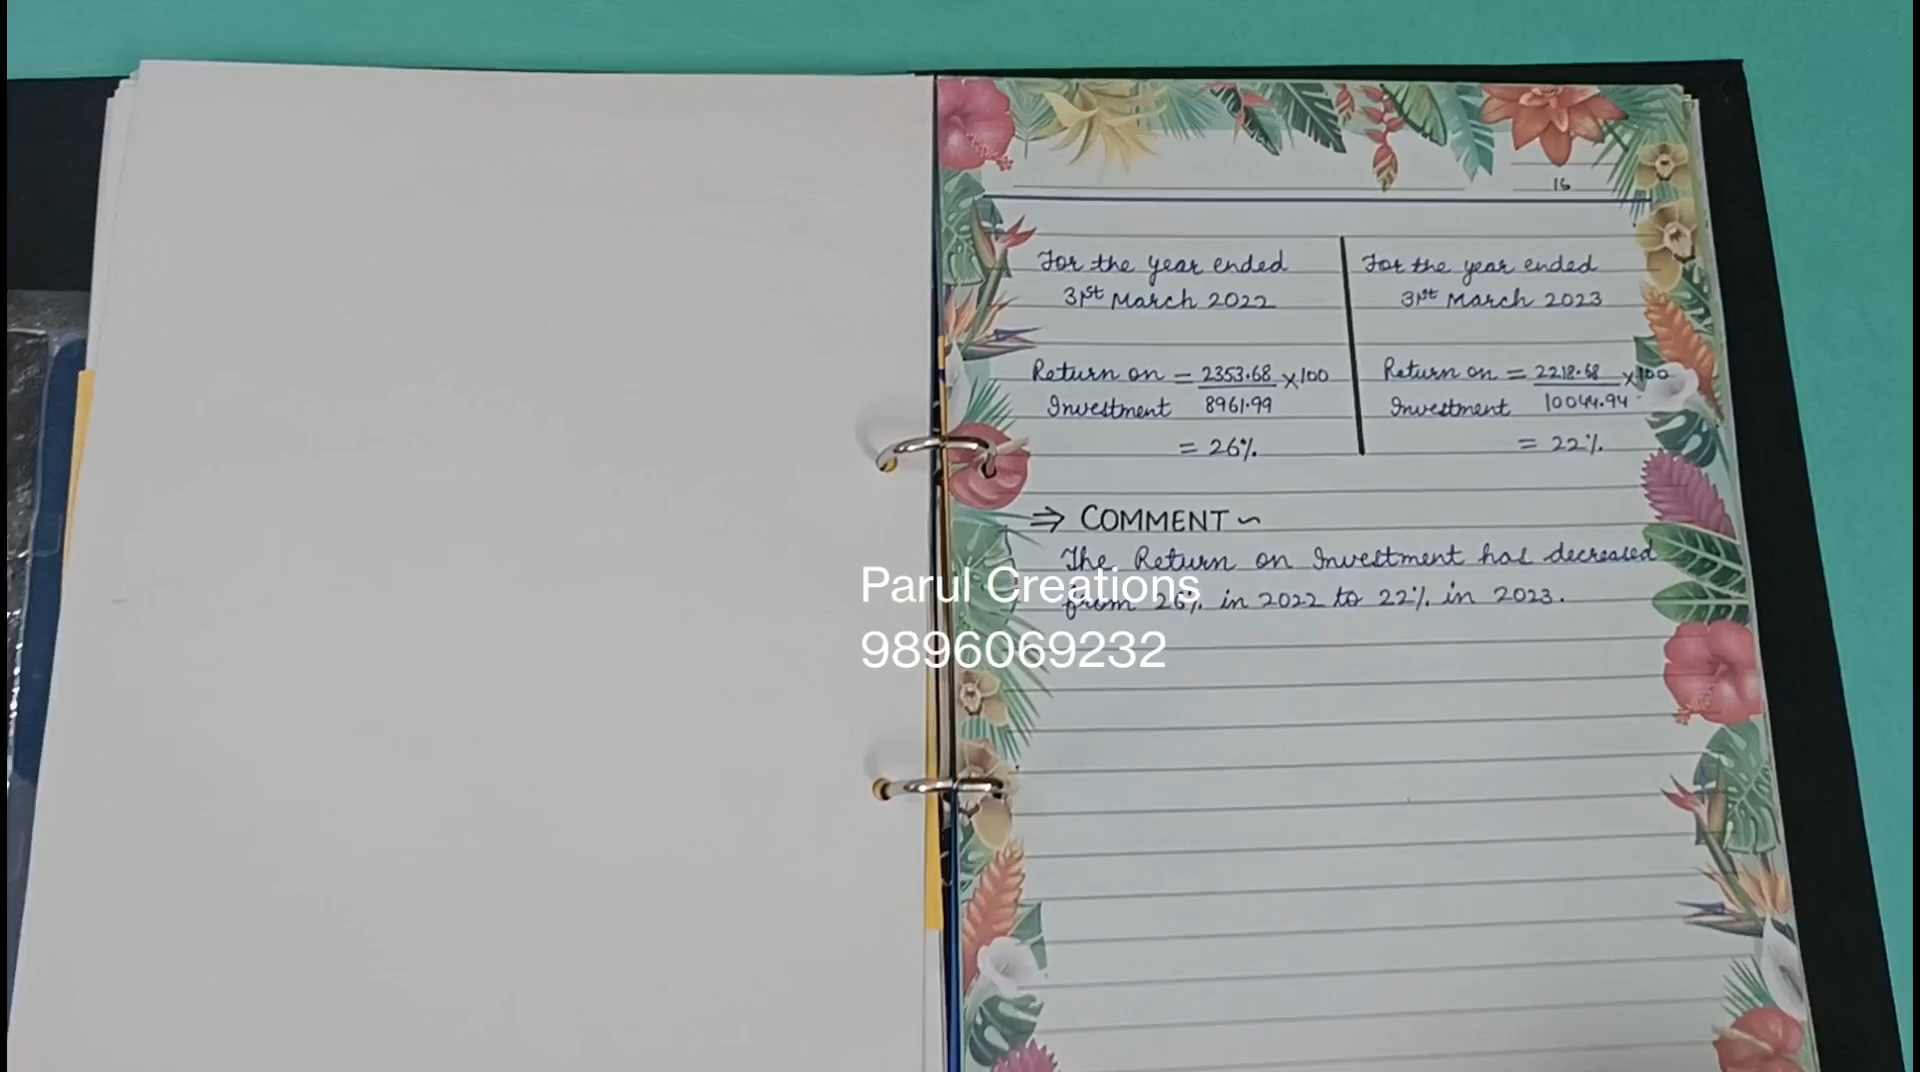 16
For the year ended
31st March 2022
Return on = 2353.68 × 100
Investment 8961.99
= 26%.
For the year ended
31st March 2023
Return on = 2218.68 × 100
Investment 10044.94
= 22%.
⇒ COMMENT ~
The Return on Investment has decreased
from 26%. in 2022 to 22%. in 2023.
Parul Creations
9896069232